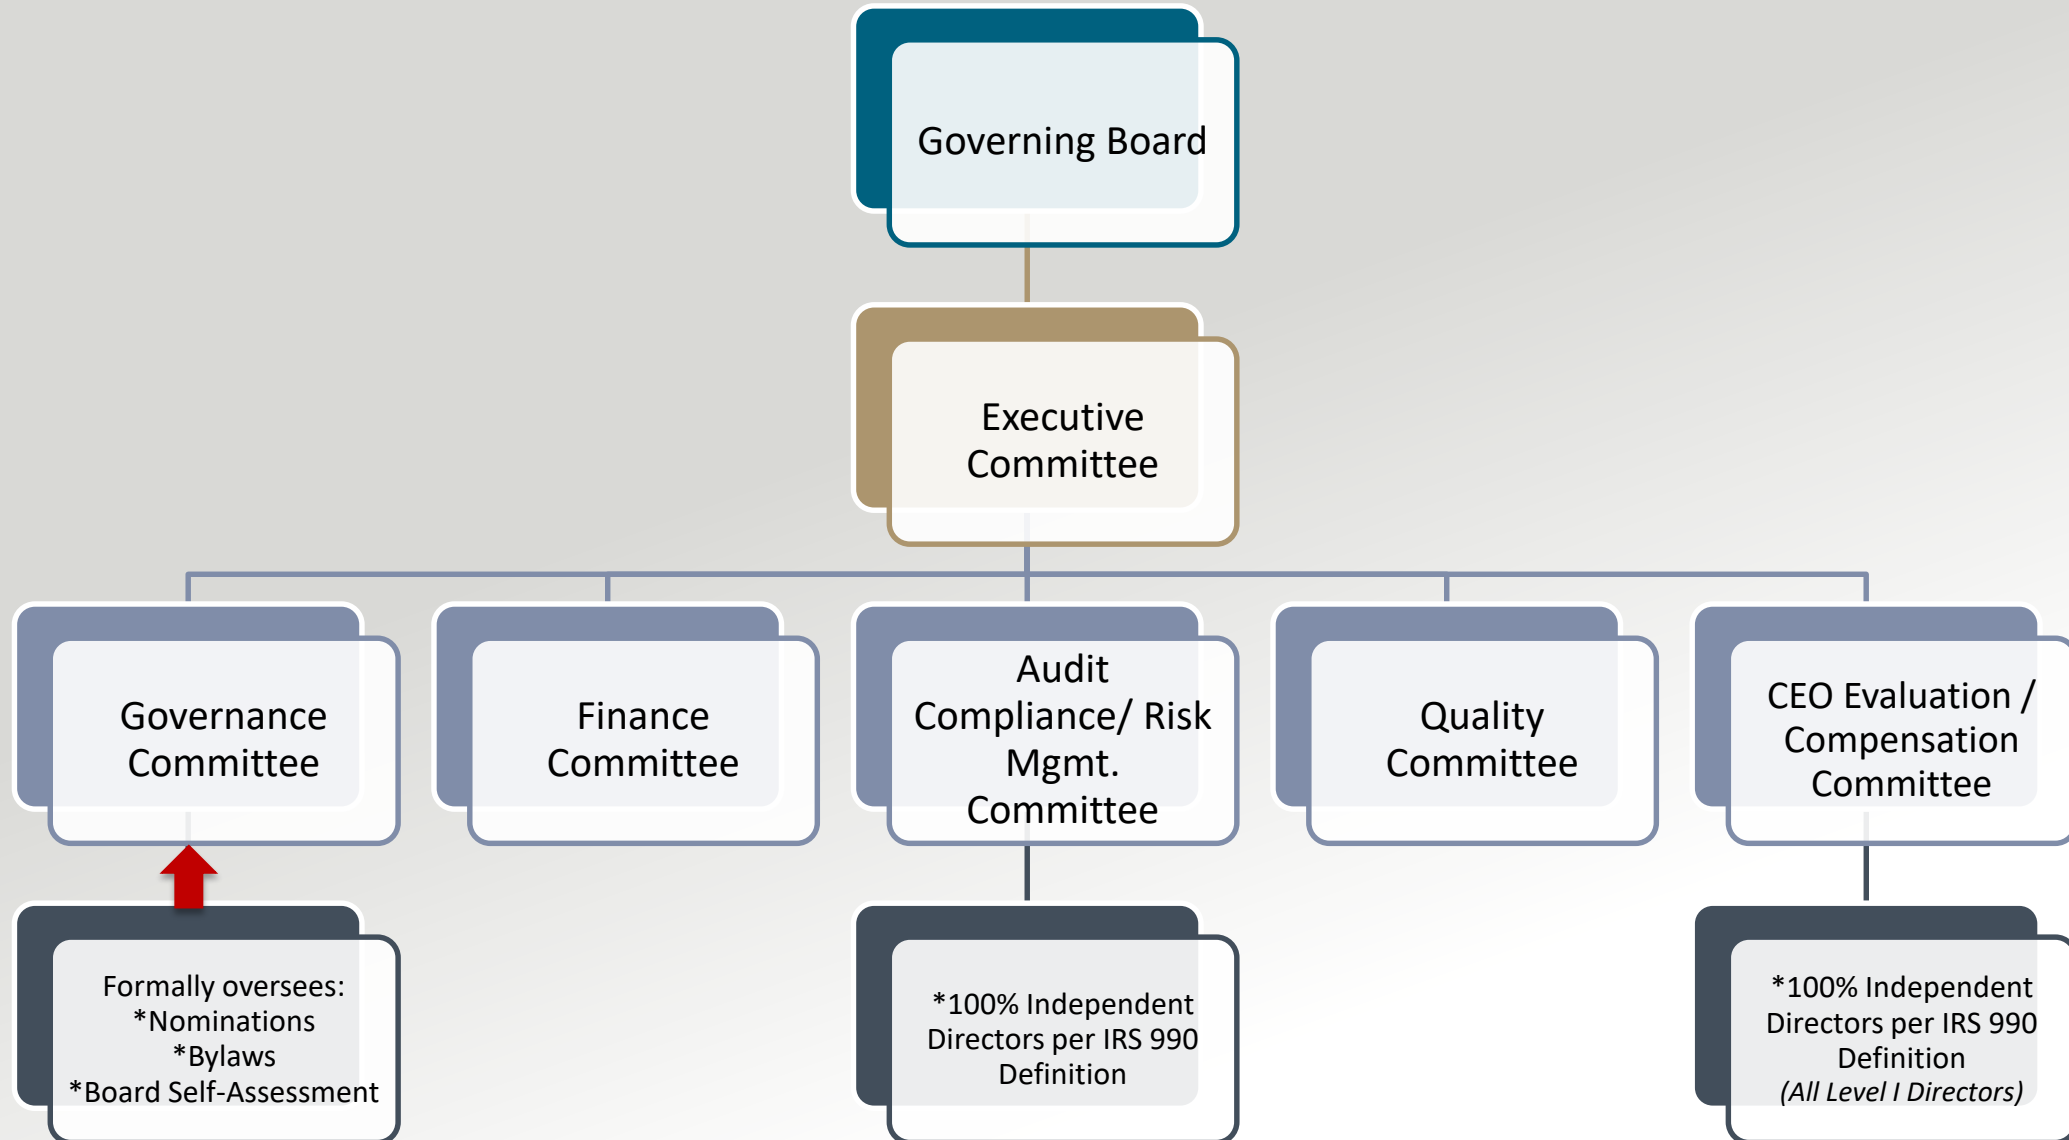 Governing Board
Executive
Committee
Governance
Committee
Finance
Committee
Audit
Compliance/ Risk
Mgmt.
Committee
Quality
Committee
CEO Evaluation /
Compensation
Committee
Formally oversees:
*Nominations
*Bylaws
*Board Self-Assessment
*100% Independent
Directors per IRS 990
Definition
*100% Independent
Directors per IRS 990
Definition
(All Level I Directors)